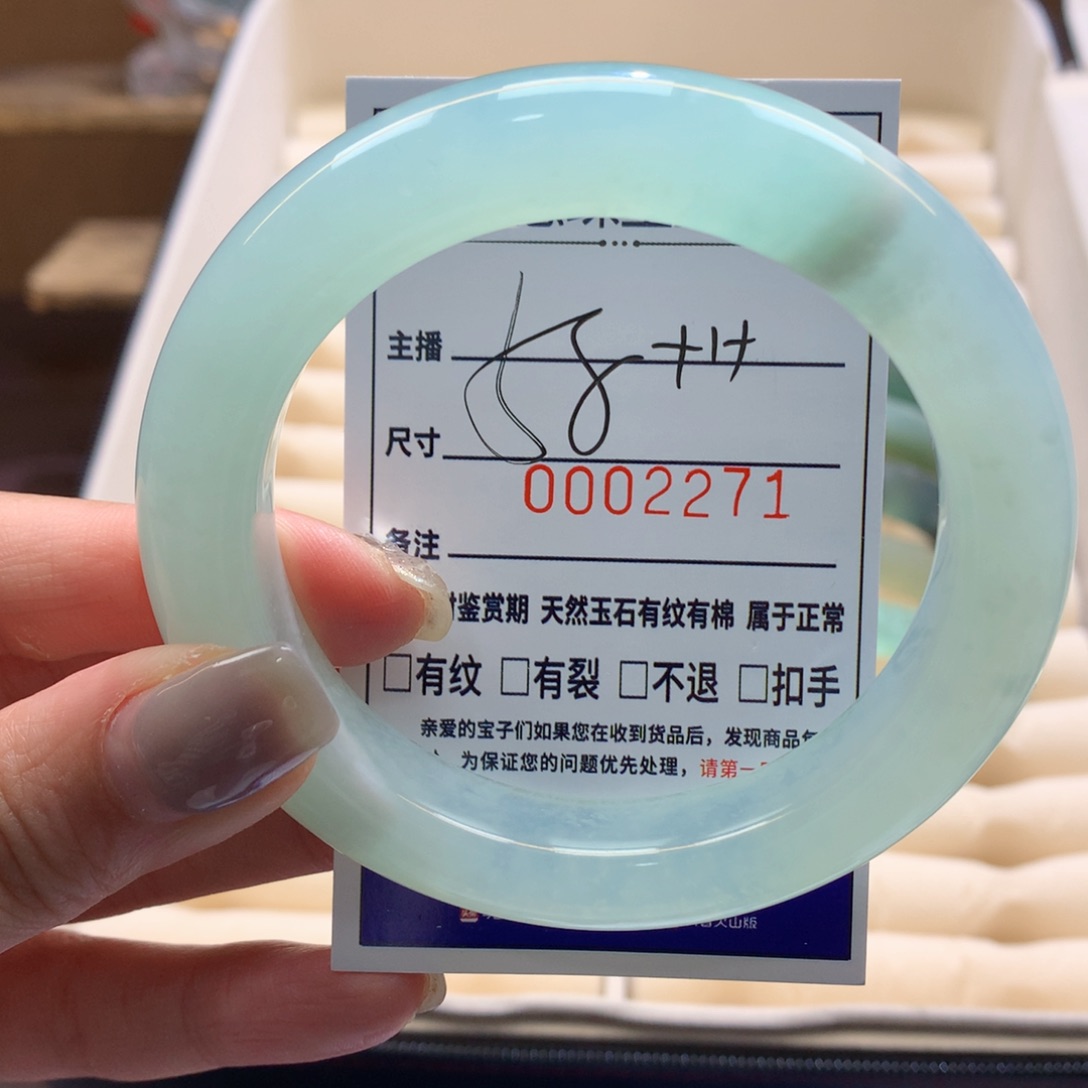 主播
尺寸
0002271
备注
鉴赏期 天然玉石有纹有棉 属于正常
□有纹 □有裂 □不退 □扣手
亲爱的宝子们如果您在收到货品后，发现商品
为保证您的问题优先处理，请第一
火山版